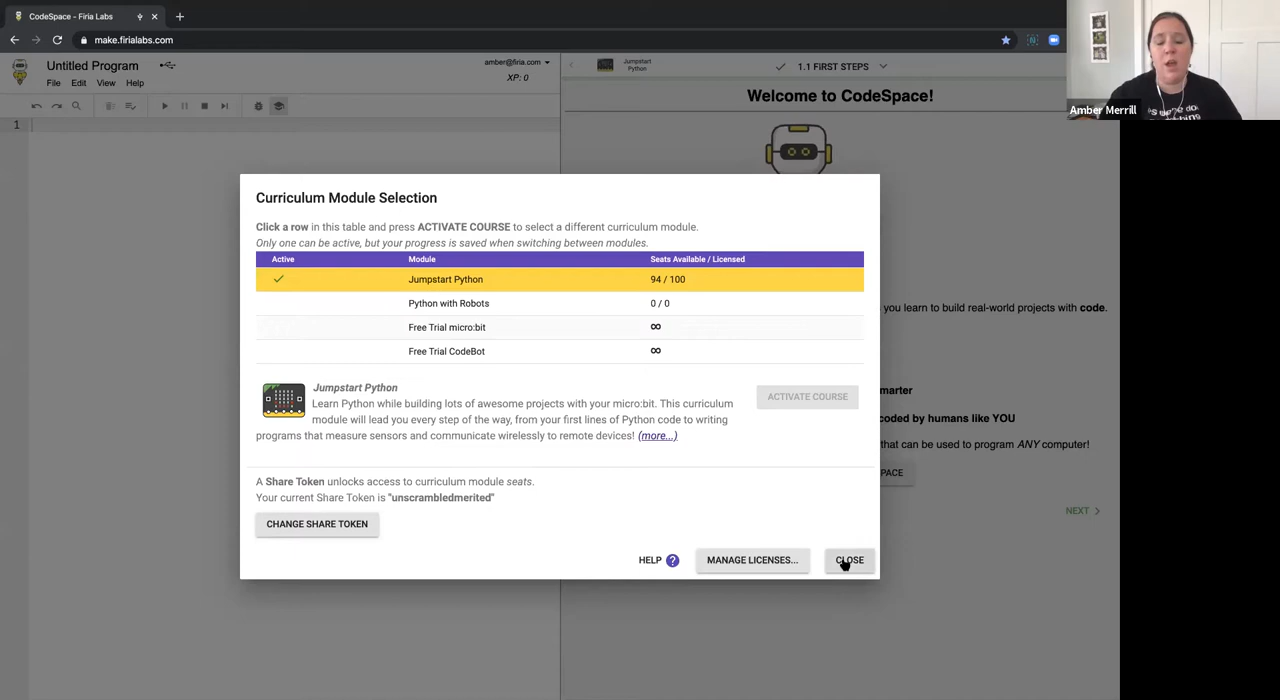 CodeSpace - Firia Labs
make.firialabs.com
Untitled Program
File Edit View Help
amber@firia.com
XP: 0
Jumpstart
Python
1.1 FIRST STEPS
Amber Merrill
1
Welcome to CodeSpace!
Curriculum Module Selection
Click a row in this table and press ACTIVATE COURSE to select a different curriculum module.
Only one can be active, but your progress is saved when switching between modules.
Active Module Seats Available / Licensed
Jumpstart Python 94 / 100
Python with Robots 0 / 0
Free Trial micro:bit ∞
Free Trial CodeBot ∞
you learn to build real-world projects with code.
Jumpstart Python
Learn Python while building lots of awesome projects with your micro:bit. This curriculum
module will lead you every step of the way, from your first lines of Python code to writing
programs that measure sensors and communicate wirelessly to remote devices! (more...)
ACTIVATE COURSE
marter
coded by humans like YOU
that can be used to program ANY computer!
PACE
A Share Token unlocks access to curriculum module seats.
Your current Share Token is "unscrambledmerited"
CHANGE SHARE TOKEN
NEXT
HELP ? MANAGE LICENSES... CLOSE